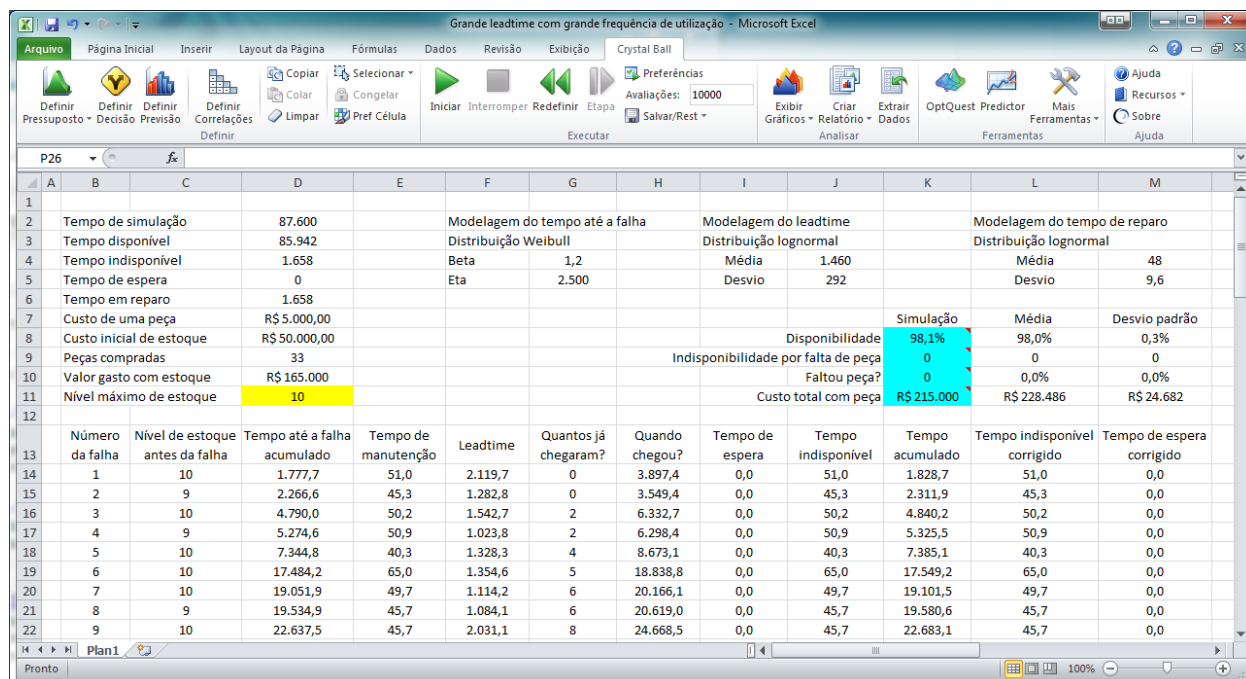 Grande leadtime com grande frequência de utilização - Microsoft Excel
Arquivo Página Inicial Inserir Layout da Página Fórmulas Dados Revisão Exibição Crystal Ball
Definir Pressuposto Definir Decisão Definir Previsão Definir Correlações Copiar Colar Limpar Selecionar Congelar Pref Célula Iniciar Interromper Redefinir Etapa Preferências Avaliações: 10000 Salvar/Rest Exibir Gráficos Criar Relatório Extrair Dados OptQuest Predictor Mais Ferramentas Ajuda Recursos Sobre
Definir Executar Analisar Ferramentas Ajuda
P26 fx
A B C D E F G H I J K L M
1
2 Tempo de simulação 87.600 Modelagem do tempo até a falha Modelagem do leadtime Modelagem do tempo de reparo
3 Tempo disponível 85.942 Distribuição Weibull Distribuição lognormal Distribuição lognormal
4 Tempo indisponível 1.658 Beta 1,2 Média 1.460 Média 48
5 Tempo de espera 0 Eta 2.500 Desvio 292 Desvio 9,6
6 Tempo em reparo 1.658
7 Custo de uma peça R$ 5.000,00 Simulação Média Desvio padrão
8 Custo inicial de estoque R$ 50.000,00 Disponibilidade 98,1% 98,0% 0,3%
9 Peças compradas 33 Indisponibilidade por falta de peça 0 0 0
10 Valor gasto com estoque R$ 165.000 Faltou peça? 0 0,0% 0,0%
11 Nível máximo de estoque 10 Custo total com peça R$ 215.000 R$ 228.486 R$ 24.682
12
13 Número da falha Nível de estoque antes da falha Tempo até a falha acumulado Tempo de manutenção Leadtime Quantos já chegaram? Quando chegou? Tempo de espera Tempo indisponível Tempo acumulado Tempo indisponível corrigido Tempo de espera corrigido
14 1 10 1.777,7 51,0 2.119,7 0 3.897,4 0,0 51,0 1.828,7 51,0 0,0
15 2 9 2.266,6 45,3 1.282,8 0 3.549,4 0,0 45,3 2.311,9 45,3 0,0
16 3 10 4.790,0 50,2 1.542,7 2 6.332,7 0,0 50,2 4.840,2 50,2 0,0
17 4 9 5.274,6 50,9 1.023,8 2 6.298,4 0,0 50,9 5.325,5 50,9 0,0
18 5 10 7.344,8 40,3 1.328,3 4 8.673,1 0,0 40,3 7.385,1 40,3 0,0
19 6 10 17.484,2 65,0 1.354,6 5 18.838,8 0,0 65,0 17.549,2 65,0 0,0
20 7 10 19.051,9 49,7 1.114,2 6 20.166,1 0,0 49,7 19.101,5 49,7 0,0
21 8 9 19.534,9 45,7 1.084,1 6 20.619,0 0,0 45,7 19.580,6 45,7 0,0
22 9 10 22.637,5 45,7 2.031,1 8 24.668,5 0,0 45,7 22.683,1 45,7 0,0
Plan1
Pronto 100%